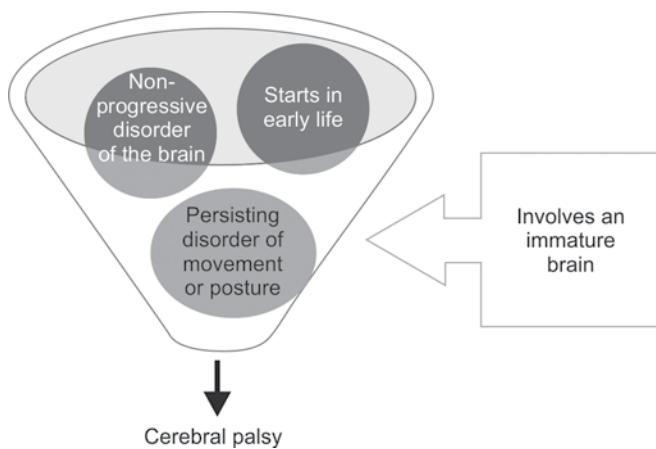 Non-
progressive
disorder
of the brain
Starts in
early life
Persisting
disorder of
movement
or posture
Involves an
immature
brain
Cerebral palsy